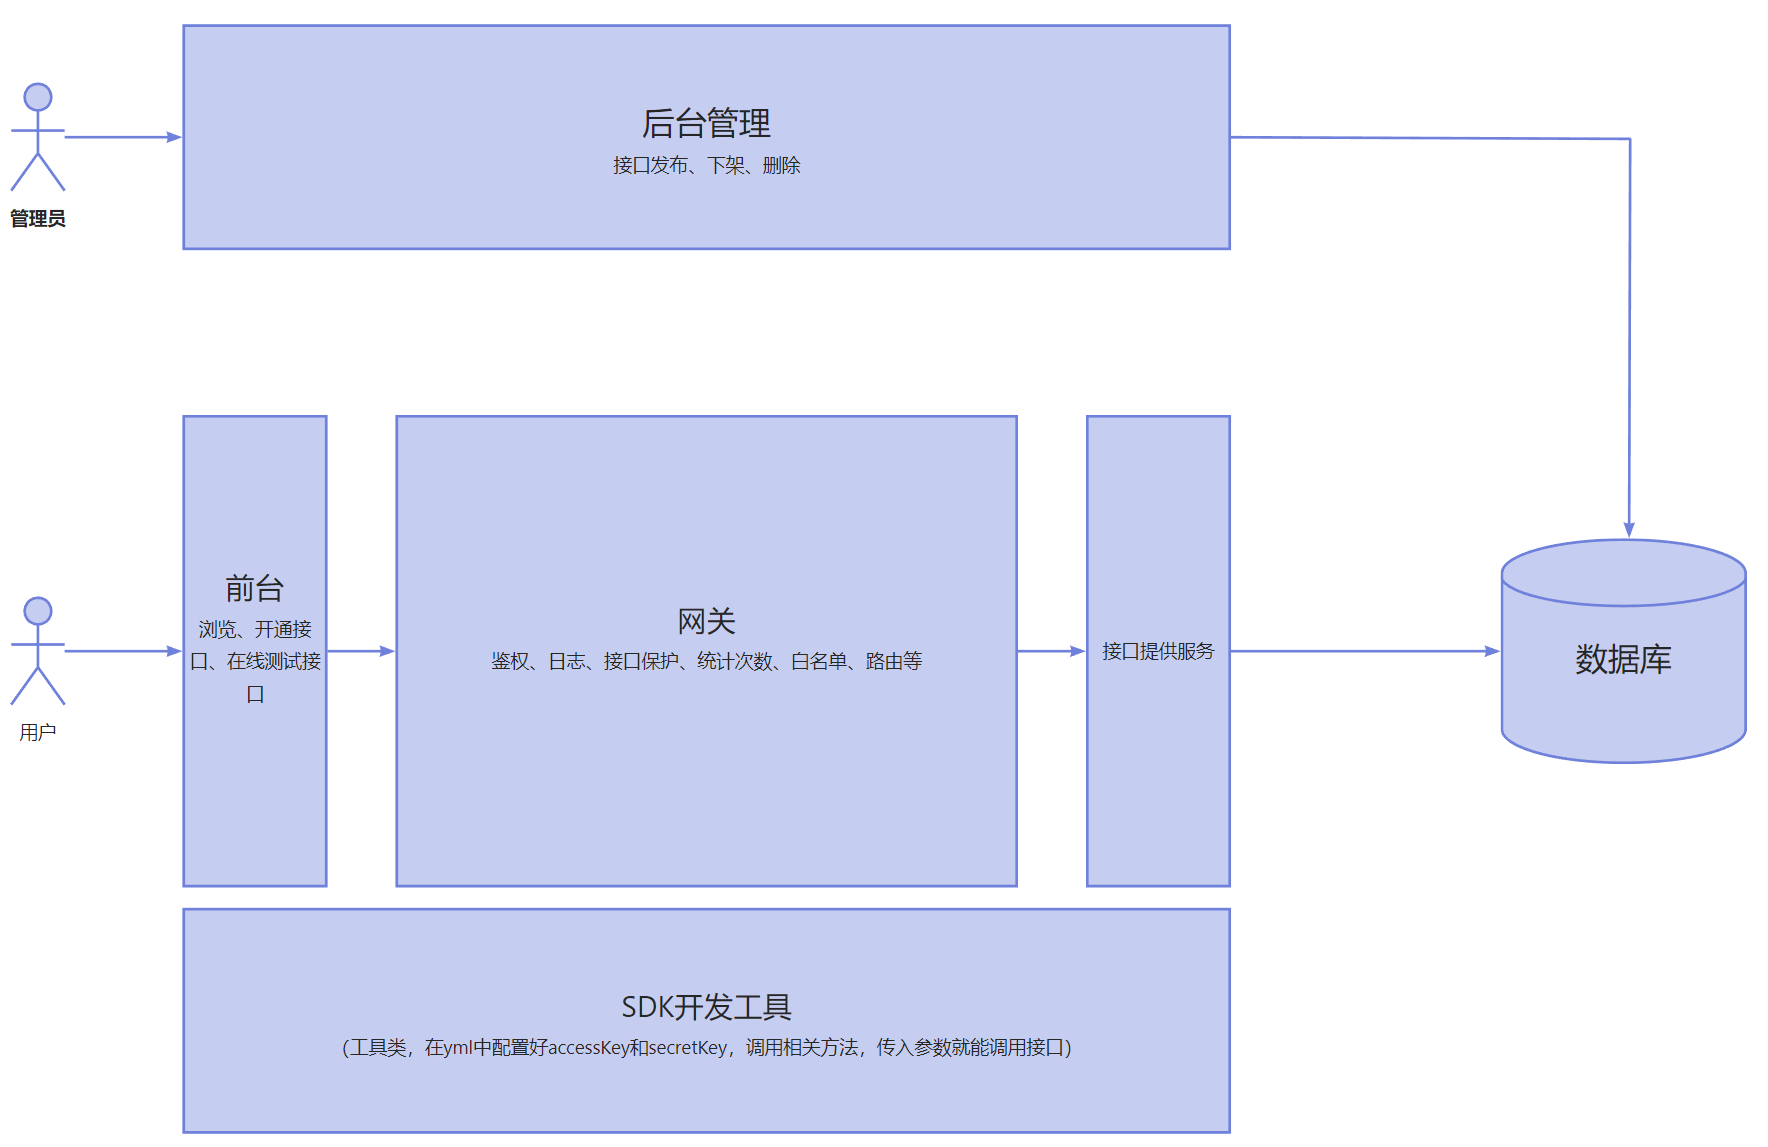 后台管理
接口发布、下架、删除
管理员
前台
浏览、开通接
口、在线测试接
口
网关
鉴权、日志、接口保护、统计次数、白名单、路由等
接口提供服务
数据库
用户
SDK开发工具
（工具类，在yml中配置好accessKey和secretKey，调用相关方法，传入参数就能调用接口）